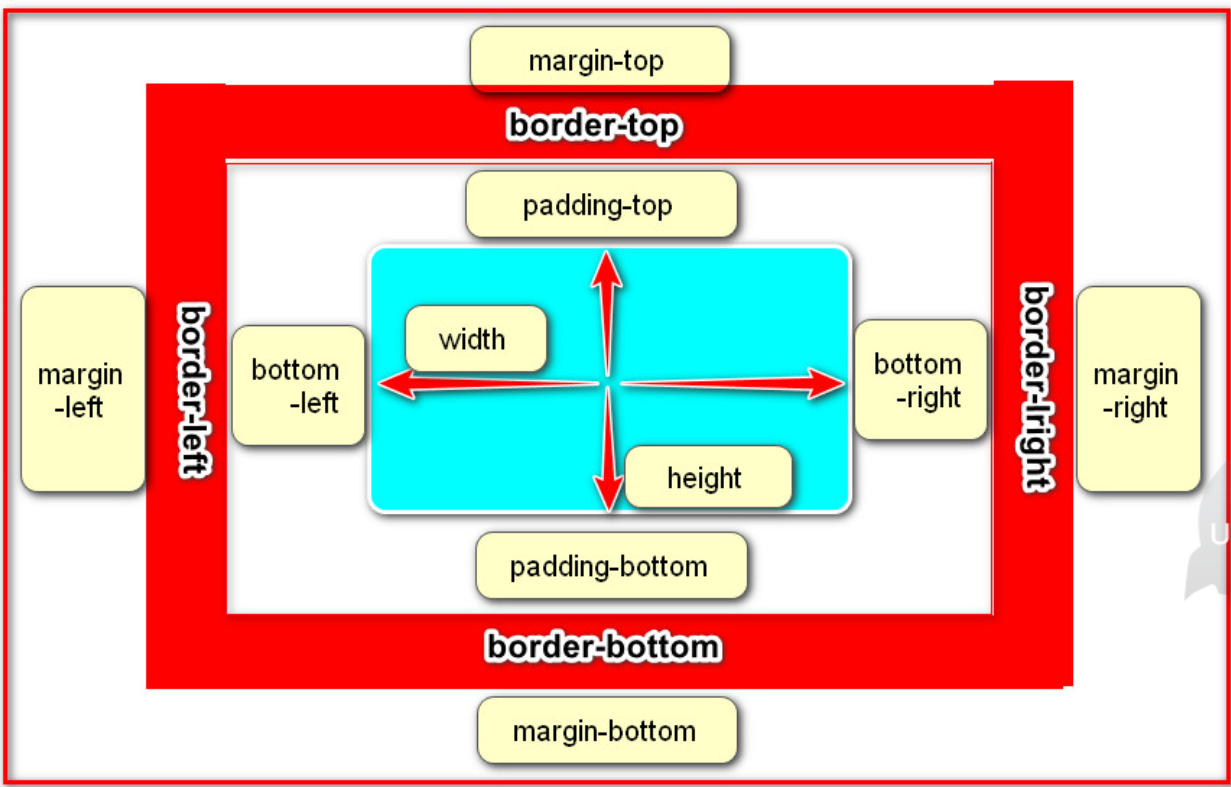 margin-top
border-top
padding-top
margin
-left
border-left
bottom
-left
width
height
bottom
-right
border-lright
margin
-right
padding-bottom
border-bottom
margin-bottom
U